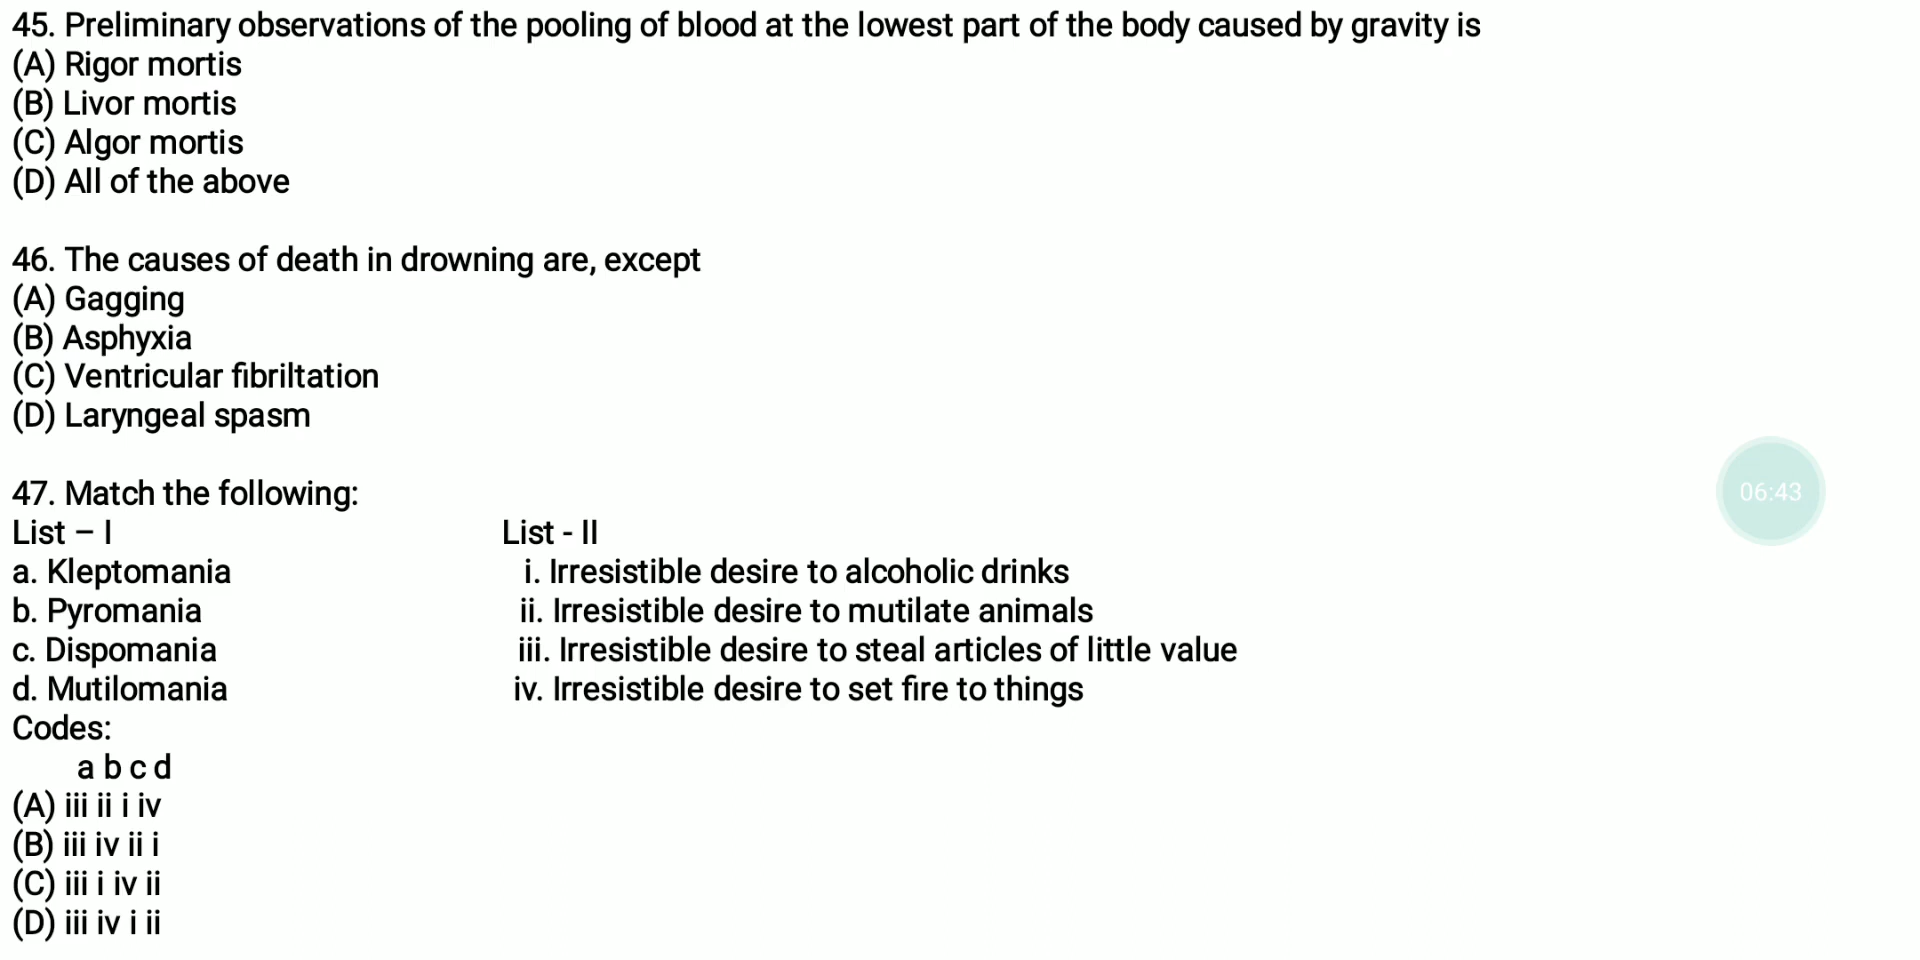 45. Preliminary observations of the pooling of blood at the lowest part of the body caused by gravity is
(A) Rigor mortis
(B) Livor mortis
(C) Algor mortis
(D) All of the above
46. The causes of death in drowning are, except
(A) Gagging
(B) Asphyxia
(C) Ventricular fibriltation
(D) Laryngeal spasm
47. Match the following:
List – I List - II
a. Kleptomania i. Irresistible desire to alcoholic drinks
b. Pyromania ii. Irresistible desire to mutilate animals
c. Dispomania iii. Irresistible desire to steal articles of little value
d. Mutilomania iv. Irresistible desire to set fire to things
Codes:
a b c d
(A) iii ii i iv
(B) iii iv ii i
(C) iii i iv ii
(D) iii iv i ii
06:43